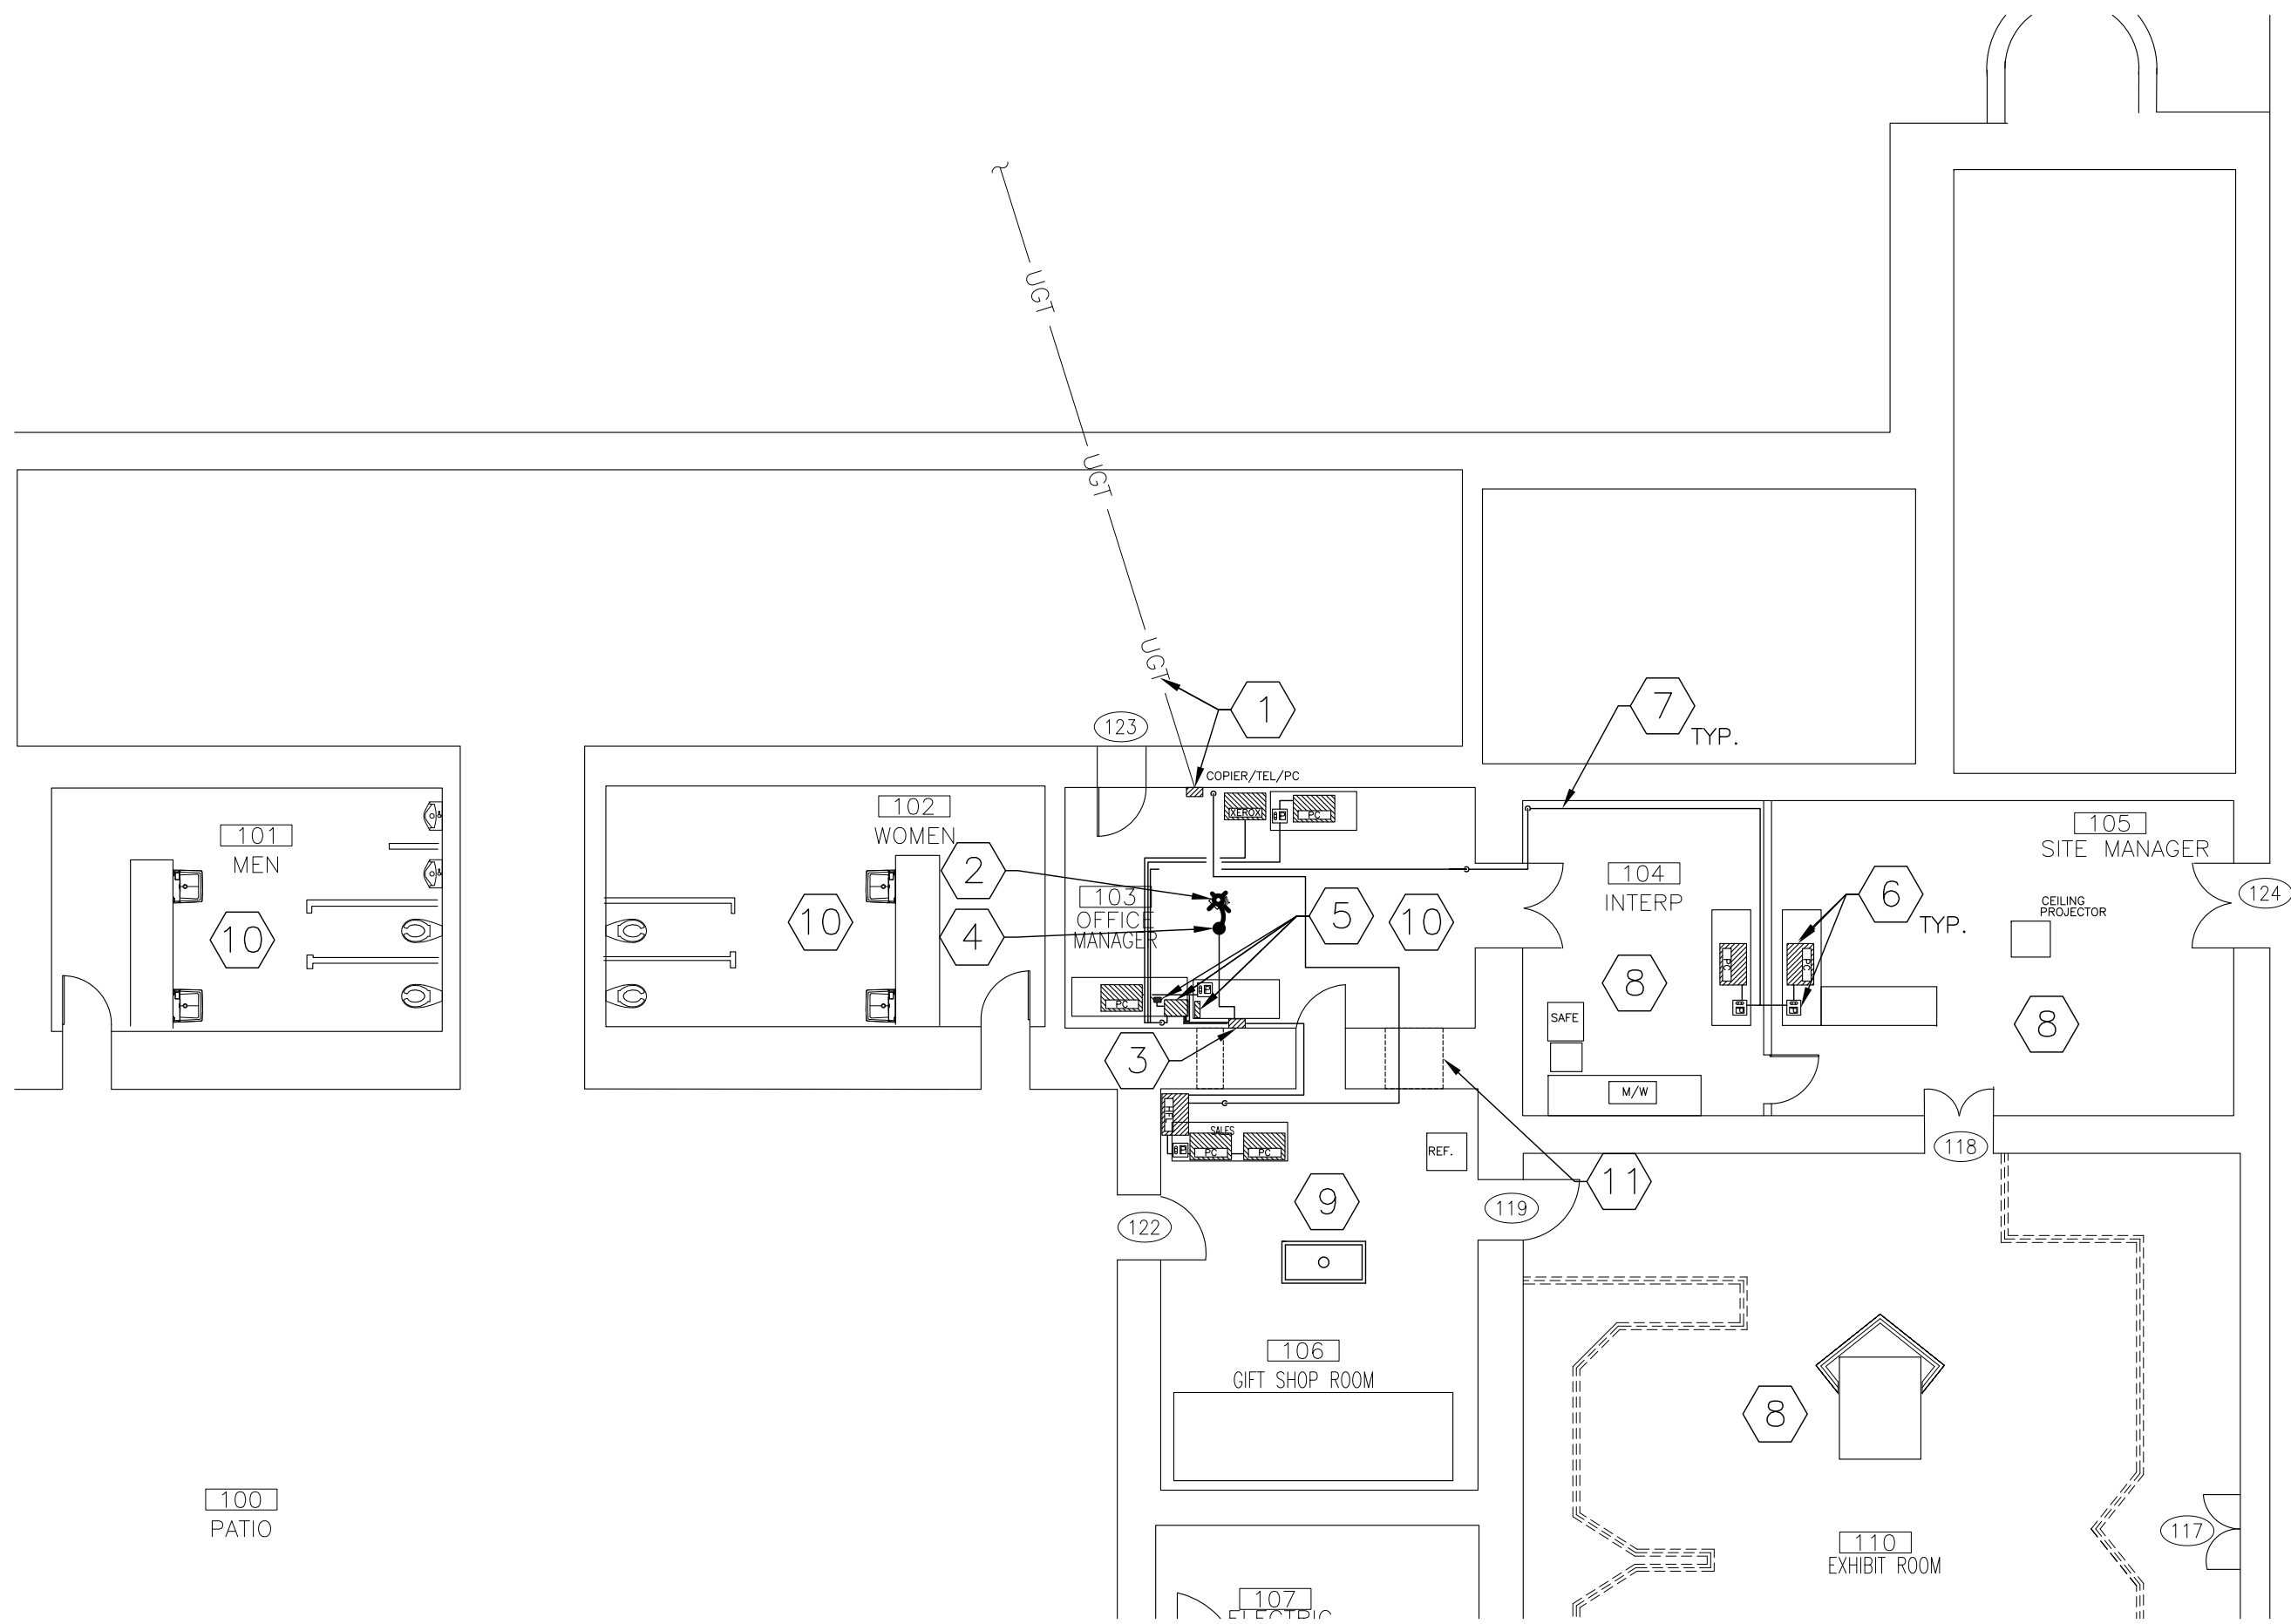 UGT
UGT
UGT
1
7
TYP.
123
COPIER/TEL/PC
XEROX
PC
101
MEN
102
WOMEN
105
SITE MANAGER
2
103
OFFICE
MANAGER
4
5
10
104
INTERP
6
TYP.
124
CEILING
PROJECTOR
10
10
PC
PC
8
8
PC
SAFE
3
M/W
SALES
PC
PC
REF.
118
11
9
119
122
106
GIFT SHOP ROOM
8
100
PATIO
110
EXHIBIT ROOM
117
107
ELECTRIC